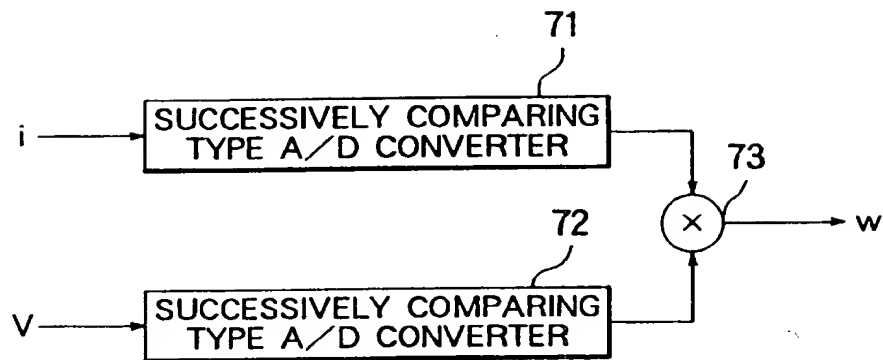 71
i
SUCCESSIVELY COMPARING
TYPE A/D CONVERTER
73
×
w
72
V
SUCCESSIVELY COMPARING
TYPE A/D CONVERTER